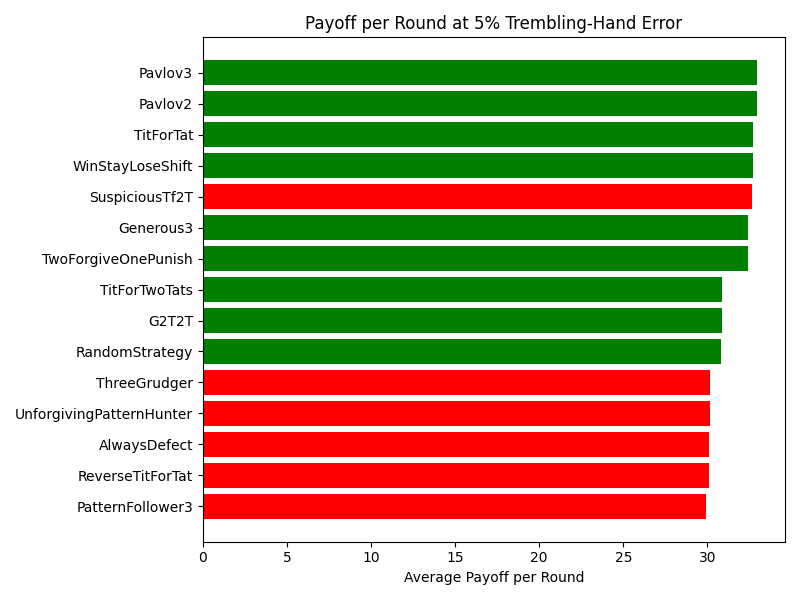 Payoff per Round at 5% Trembling-Hand Error
Pavlov3
Pavlov2
TitForTat
WinStayLoseShift
SuspiciousTf2T
Generous3
TwoForgiveOnePunish
TitForTwoTats
G2T2T
RandomStrategy
ThreeGrudger
UnforgivingPatternHunter
AlwaysDefect
ReverseTitForTat
PatternFollower3
0 5 10 15 20 25 30
Average Payoff per Round